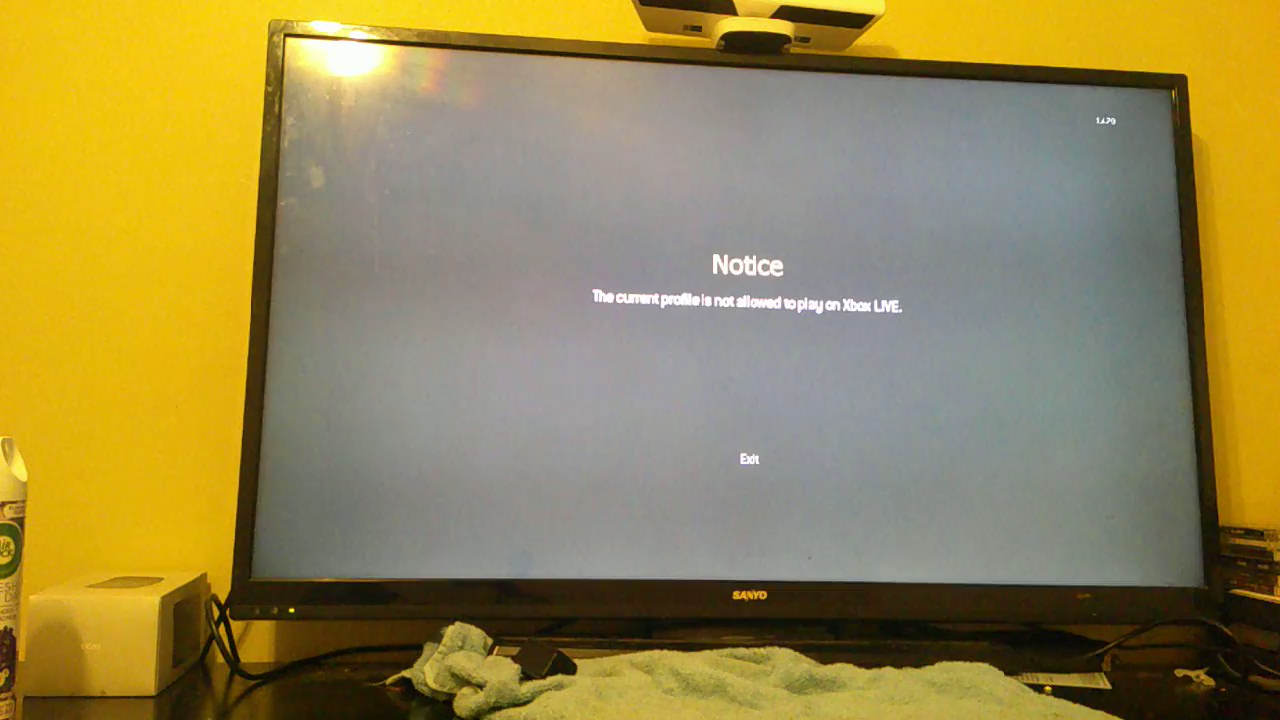 Notice
The current profile is not allowed to play on Xbox LIVE.
Exit
SANYO